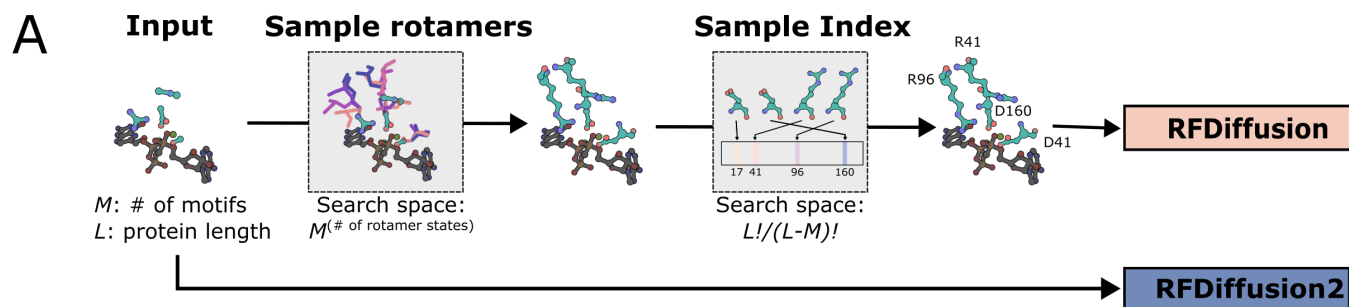 A
Input
Sample rotamers
Sample Index
R41
R96
D160
D41
17 41 96 160
RFDiffusion
M: # of motifs
L: protein length
Search space:
M(# of rotamer states)
Search space:
L!/(L-M)!
RFDiffusion2